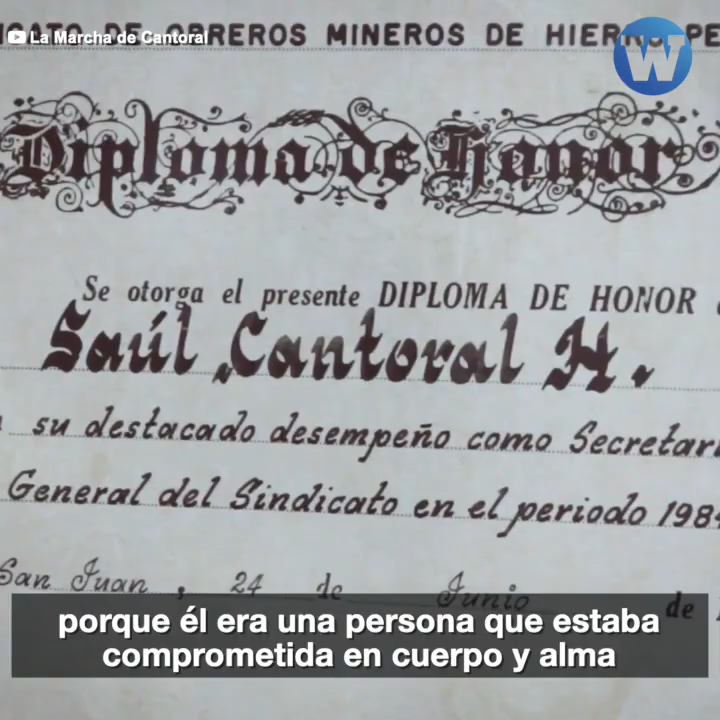 La Marcha de Cantoral
W
DE OBREROS MINEROS DE HIERRO
Diploma de Honor
Se otorga el presente DIPLOMA DE HONOR
Saúl Cantoral H.
su destacado desempeño como
General del Sindicato en el periodo
San Juan, 24 de Junio de
porque él era una persona que estaba
comprometida en cuerpo y alma